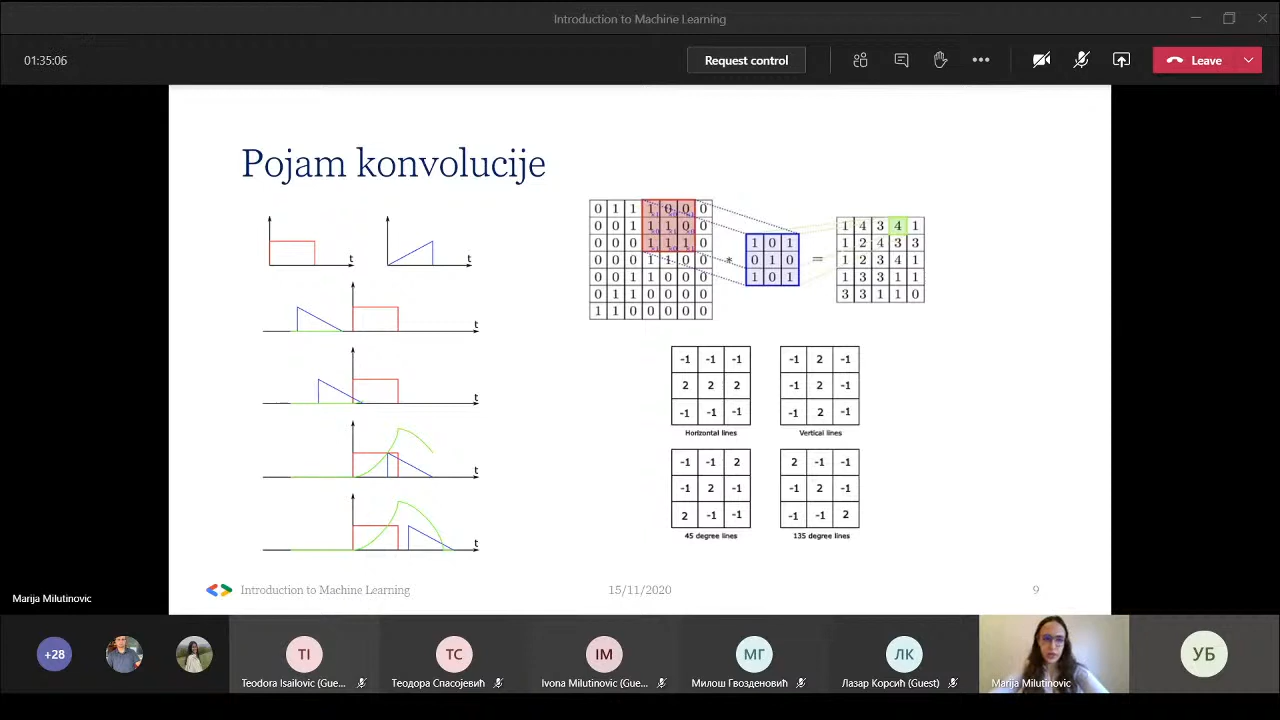 Introduction to Machine Learning
01:35:06
Request control
Leave
Pojam konvolucije
t
t
t
t
t
t
0 1 1 1 0 0 0
0 0 1 1 1 0 0
0 0 0 1 1 1 0
0 0 0 1 1 0 0
0 0 1 1 0 0 0
0 1 1 0 0 0 0
1 1 0 0 0 0 0
*
1 0 1
0 1 0
1 0 1
=
1 4 3 4 1
1 2 4 3 3
1 2 3 4 1
1 3 3 1 1
3 3 1 1 0
-1 -1 -1
2 2 2
-1 -1 -1
Horizontal lines
-1 2 -1
-1 2 -1
-1 2 -1
Vertical lines
-1 -1 2
-1 2 -1
2 -1 -1
45 degree lines
2 -1 -1
-1 2 -1
-1 -1 2
135 degree lines
Introduction to Machine Learning
15/11/2020
9
Marija Milutinovic
+28
TI
Teodora Isailovic (Gue...
TC
Теодора Спасојевић
IM
Ivona Milutinovic (Gue...
МГ
Милош Гвозденовић
ЛК
Лазар Корсић (Guest)
Marija Milutinovic
УБ